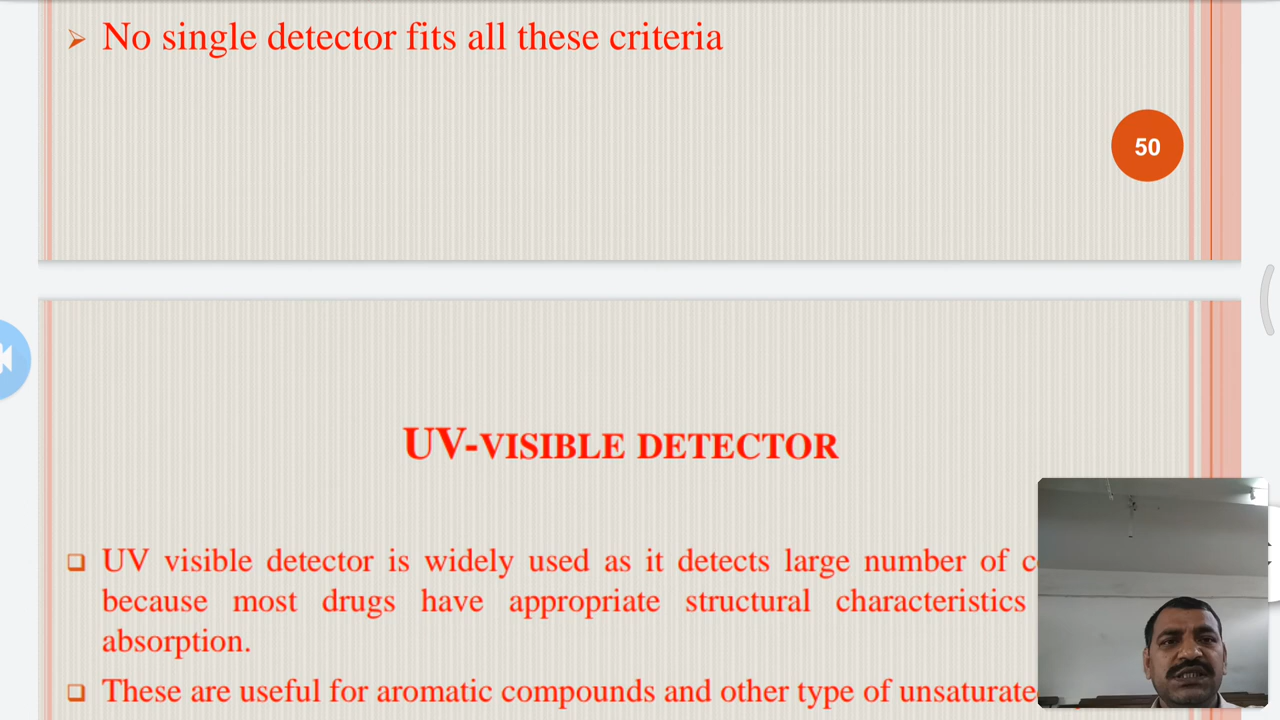 No single detector fits all these criteria
50
UV-VISIBLE DETECTOR
UV visible detector is widely used as it detects large number of
because most drugs have appropriate structural characteristics
absorption.
These are useful for aromatic compounds and other type of